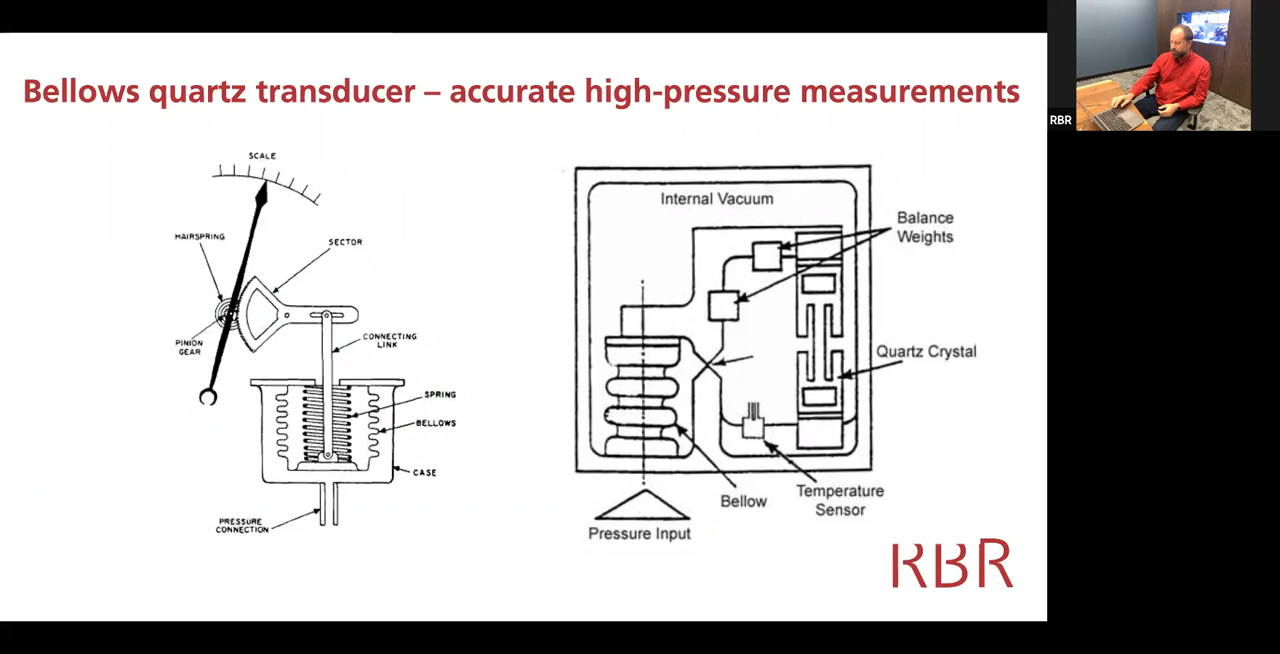 Bellows quartz transducer – accurate high-pressure measurements
RBR
SCALE
HAIRSPRING
SECTOR
PINION
GEAR
CONNECTING
LINK
SPRING
BELLOWS
CASE
PRESSURE
CONNECTION
Internal Vacuum
Balance
Weights
Quartz Crystal
Temperature
Sensor
Bellow
Pressure Input
RBR